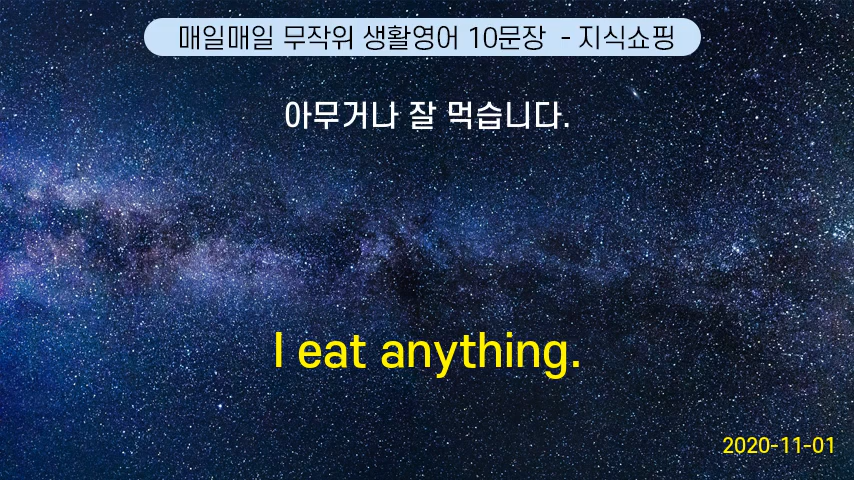 매일매일 무작위 생활영어 10문장 - 지식쇼핑
아무거나 잘 먹습니다.
I eat anything.
2020-11-01